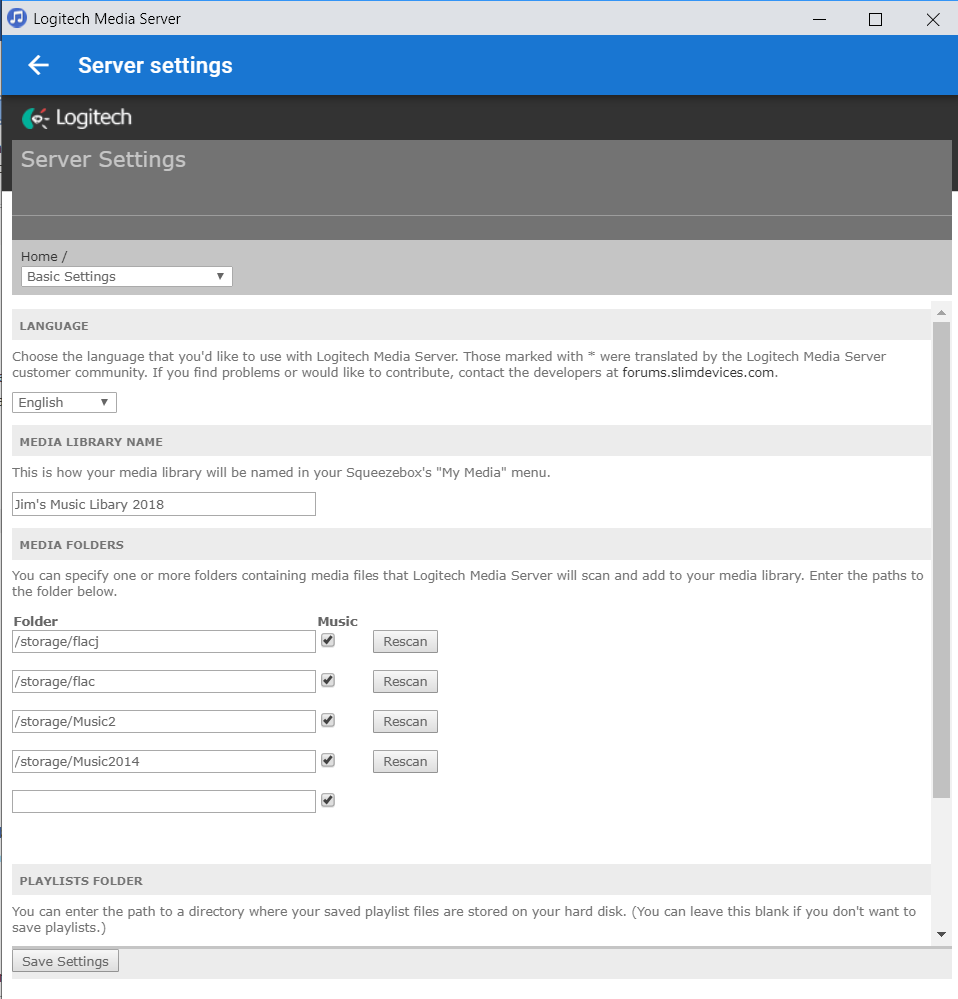 Logitech Media Server
Server settings
Logitech
Server Settings
Home /
Basic Settings
LANGUAGE
Choose the language that you'd like to use with Logitech Media Server. Those marked with * were translated by the Logitech Media Server
customer community. If you find problems or would like to contribute, contact the developers at forums.slimdevices.com.
English
MEDIA LIBRARY NAME
This is how your media library will be named in your Squeezebox's "My Media" menu.
Jim's Music Libary 2018
MEDIA FOLDERS
You can specify one or more folders containing media files that Logitech Media Server will scan and add to your media library. Enter the paths to
the folder below.
Folder Music
/storage/flacj Rescan
/storage/flac Rescan
/storage/Music2 Rescan
/storage/Music2014 Rescan
PLAYLISTS FOLDER
You can enter the path to a directory where your saved playlist files are stored on your hard disk. (You can leave this blank if you don't want to
save playlists.)
Save Settings